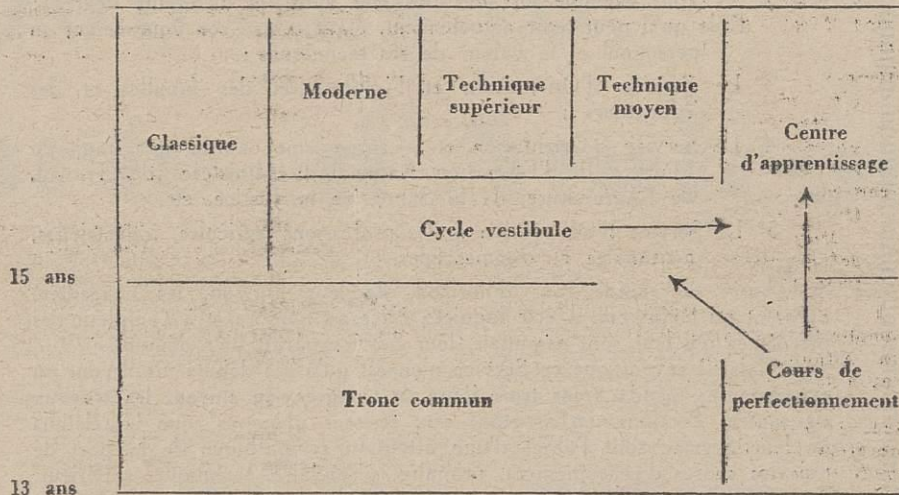 Moderne
Technique
supérieur
Technique
moyen
Classique
Centre
d'apprentissage
Cycle vestibule
15 ans
Tronc commun
Cours de
perfectionnement
13 ans